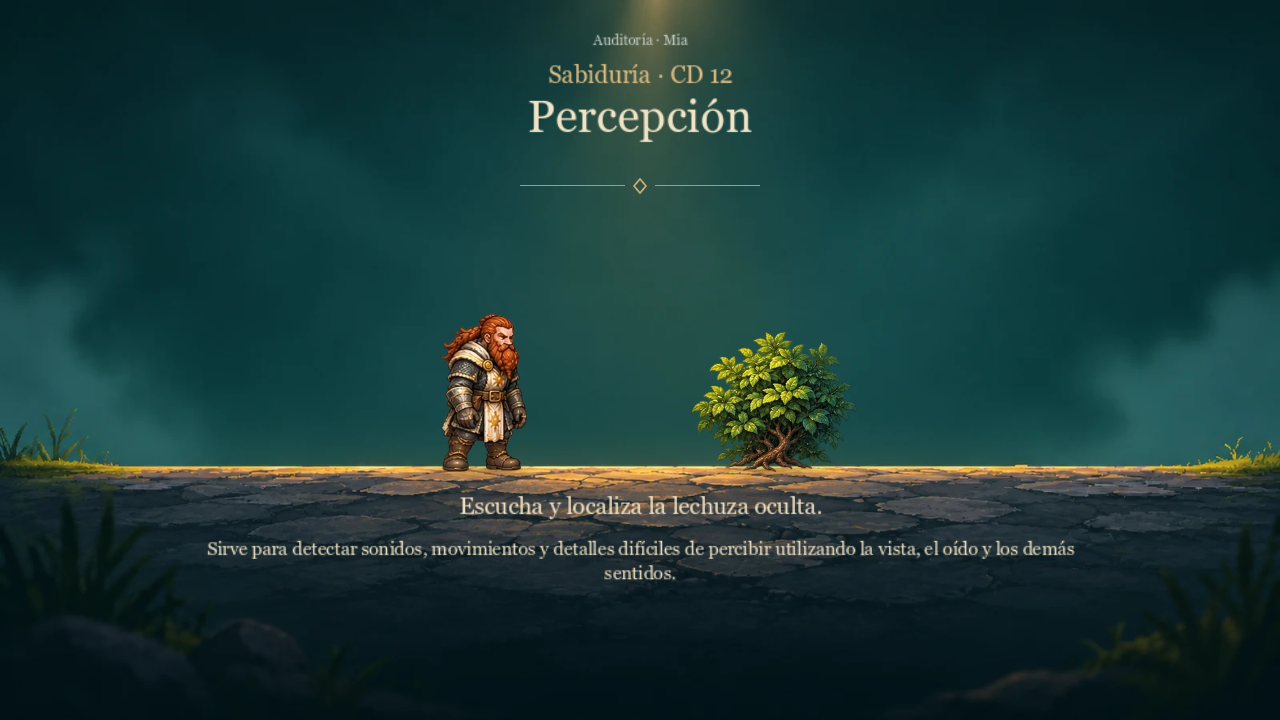 Auditoría · Mia
Sabiduría · CD 12
Percepción
Escucha y localiza la lechuza oculta.
Sirve para detectar sonidos, movimientos y detalles difíciles de percibir utilizando la vista, el oído y los demás
sentidos.